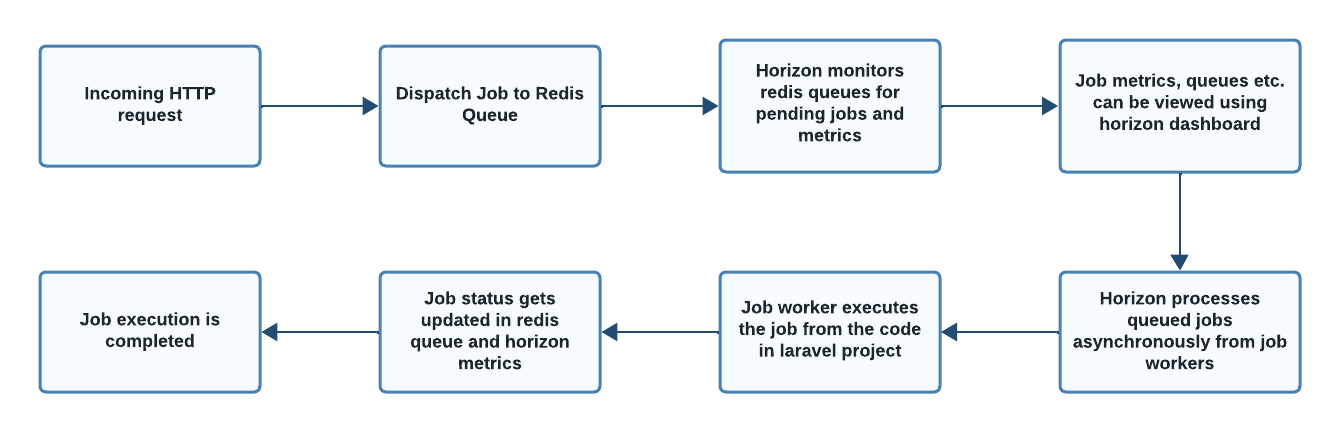 Incoming HTTP
request
Dispatch Job to Redis
Queue
Horizon monitors
redis queues for
pending jobs and
metrics
Job metrics, queues etc.
can be viewed using
horizon dashboard
Horizon processes
queued jobs
asynchronously from job
workers
Job worker executes
the job from the code
in laravel project
Job status gets
updated in redis
queue and horizon
metrics
Job execution is
completed